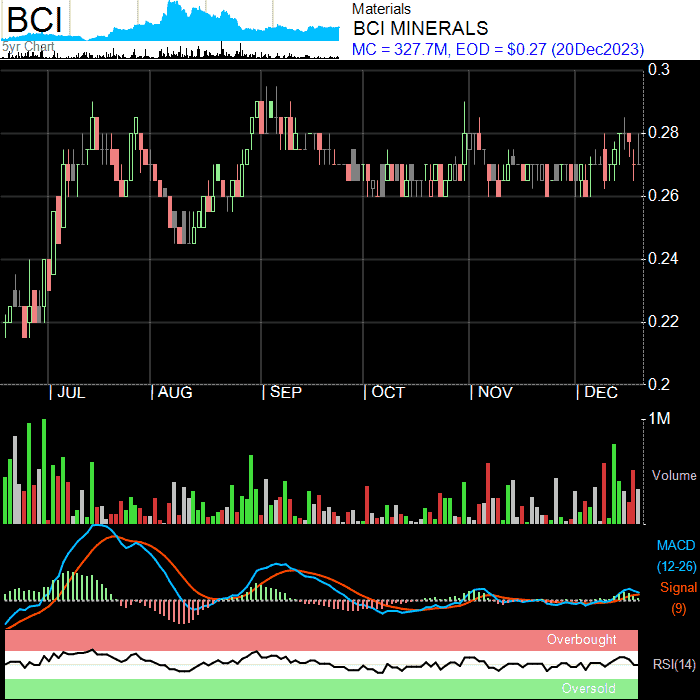 BCI
5yr Chart
Materials
BCI MINERALS
MC = 327.7M, EOD = $0.27 (20Dec2023)
0.3
0.28
0.26
0.24
0.22
0.2
| JUL | AUG | SEP | OCT | NOV | DEC
1M
Volume
MACD
(12-26)
Signal
(9)
Overbought
RSI(14)
Oversold